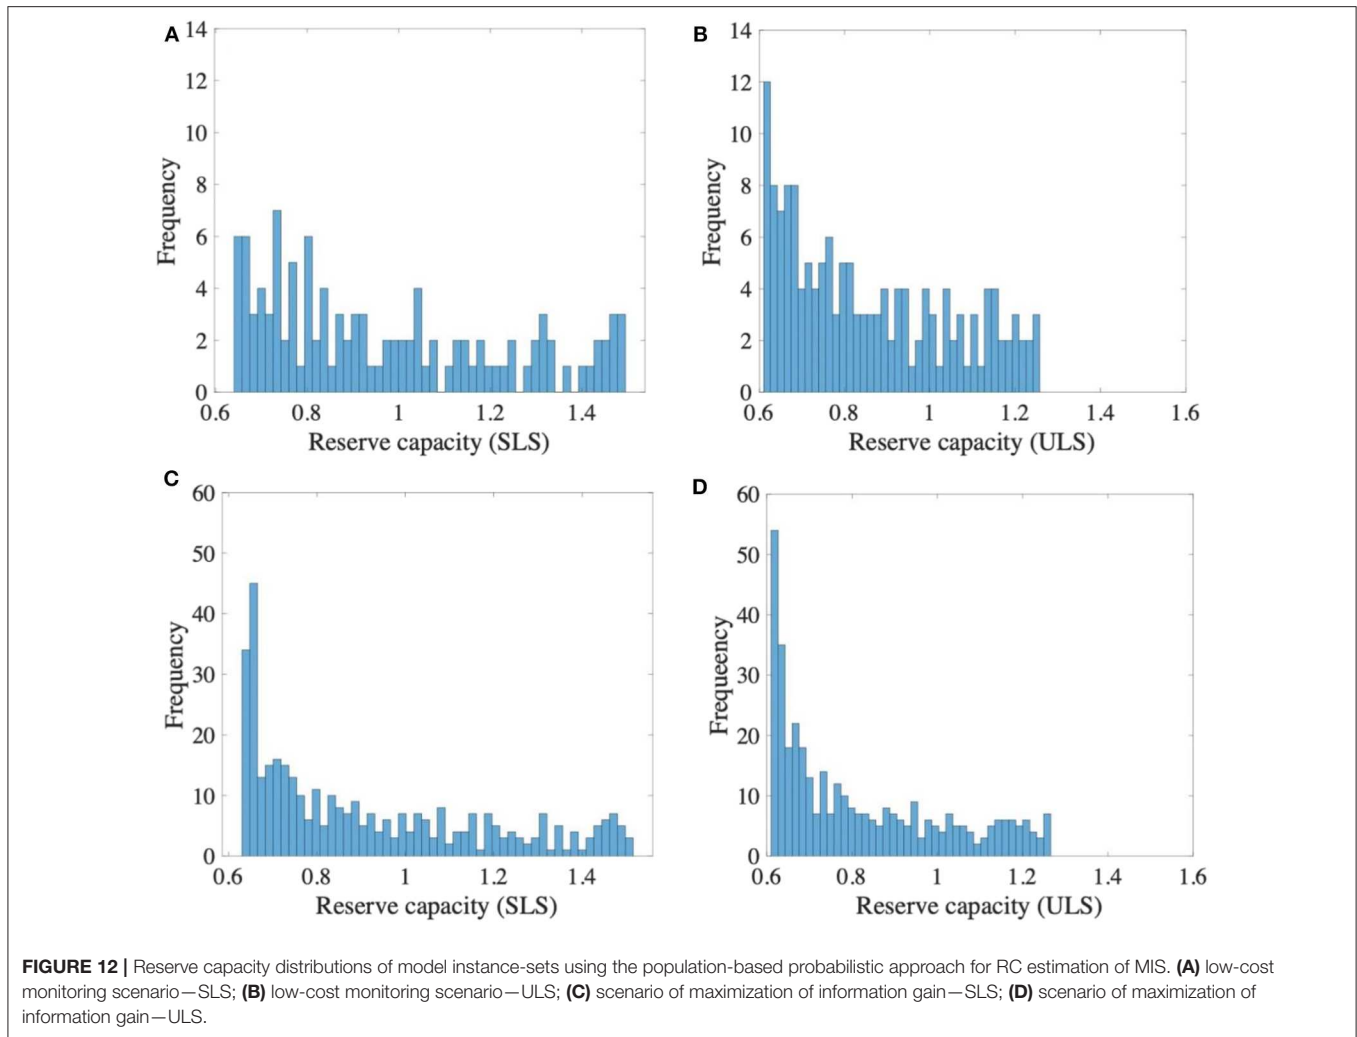 A
14
12
10
8
6
4
2
0
Frequency
0.6 0.8 1 1.2 1.4
Reserve capacity (SLS)
B
14
12
10
8
6
4
2
0
Frequency
0.6 0.8 1 1.2 1.4 1.6
Reserve capacity (ULS)
C
60
50
40
30
20
10
0
Frequency
0.6 0.8 1 1.2 1.4
Reserve capacity (SLS)
D
60
50
40
30
20
10
0
Frequeency
0.6 0.8 1 1.2 1.4 1.6
Reserve capacity (ULS)
FIGURE 12 | Reserve capacity distributions of model instance-sets using the population-based probabilistic approach for RC estimation of MIS. (A) low-cost
monitoring scenario—SLS; (B) low-cost monitoring scenario—ULS; (C) scenario of maximization of information gain—SLS; (D) scenario of maximization of
information gain—ULS.